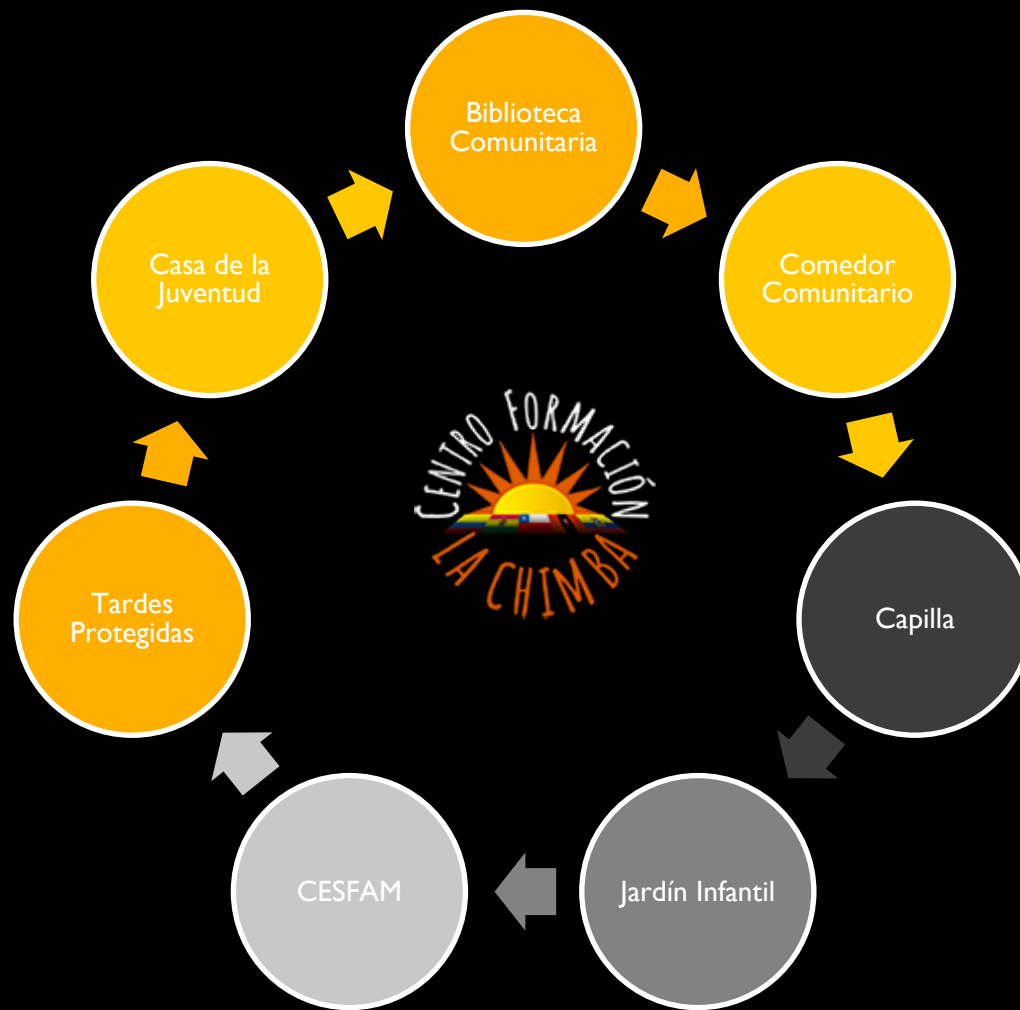 Biblioteca
Comunitaria
Comedor
Comunitario
Capilla
Jardín Infantil
CESFAM
Tardes
Protegidas
Casa de la
Juventud
CENTRO FORMACIÓN
LA CHIMBA